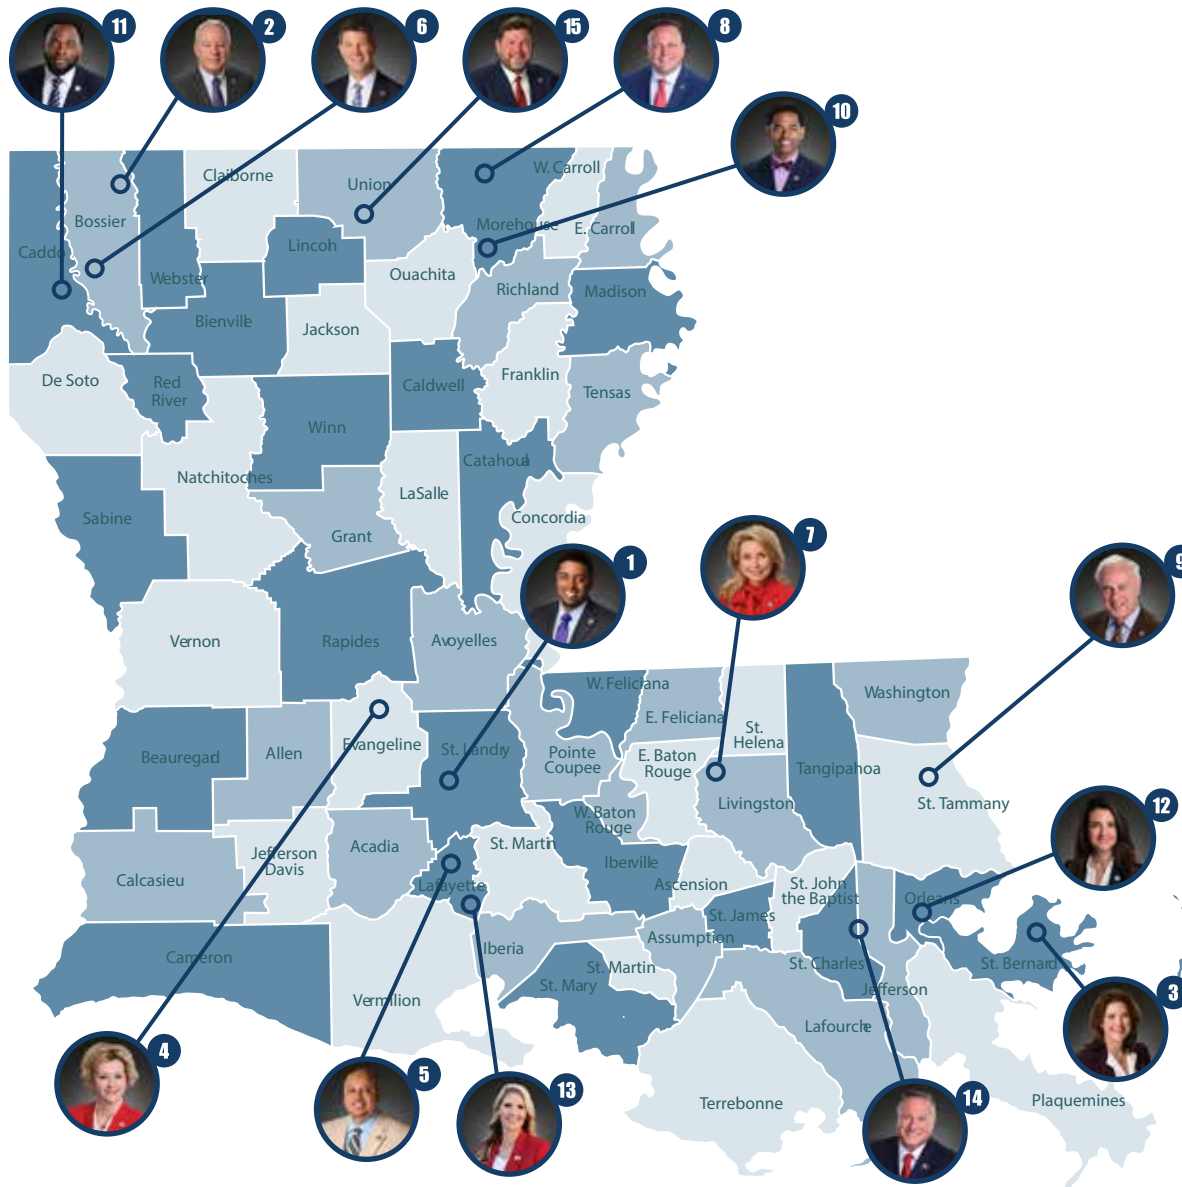 11
2
6
15
8
10
Claiborne
W. Carroll
Union
Bossier
Morehouse
E. Carroll
Caddo
Lincoln
Webster
Ouachita
Richland
Madison
Bienville
Jackson
De Soto
Red
River
Caldwell
Franklin
Tensas
Winn
Catahoula
Natchitoches
LaSalle
Sabine
Concordia
Grant
1
7
9
Vernon
Rapides
Avoyelles
W. Feliciana
Washington
E. Feliciana
St.
Helena
Beauregard
Allen
Evangeline
St. Landry
Pointe
Coupee
E. Baton
Rouge
Tangipahoa
Livingston
St. Tammany
12
W. Baton
Rouge
Jefferson
Davis
Acadia
St. Martin
Iberville
Calcasieu
Lafayette
Ascension
St. John
the Baptist
Orleans
St. James
Assumption
Iberia
Cameron
St. Martin
St. Mary
St. Charles
St. Bernard
Jefferson
3
Vermilion
Lafourche
4
5
13
14
Terrebonne
Plaquemines